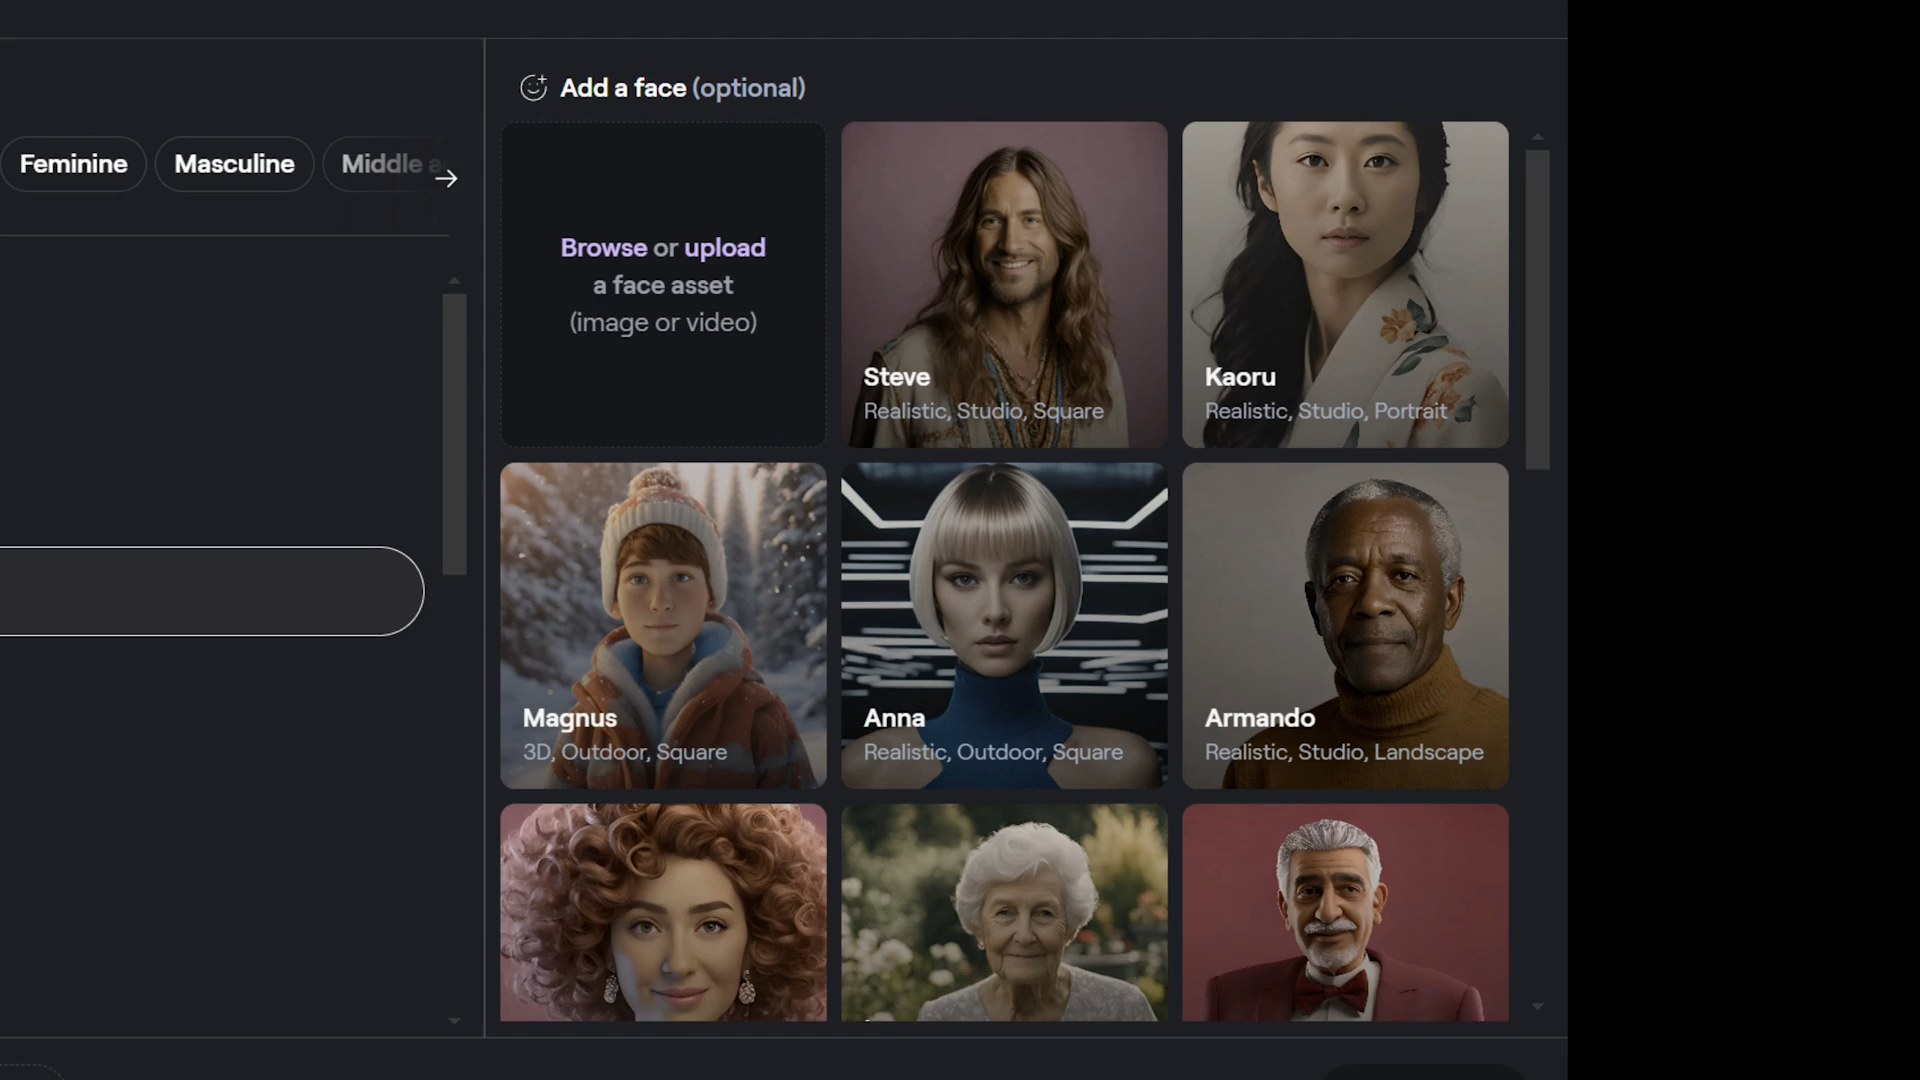 Add a face (optional)
Feminine
Masculine
Middle
Browse or upload
a face asset
(image or video)
Steve
Realistic, Studio, Square
Kaoru
Realistic, Studio, Portrait
Magnus
3D, Outdoor, Square
Anna
Realistic, Outdoor, Square
Armando
Realistic, Studio, Landscape